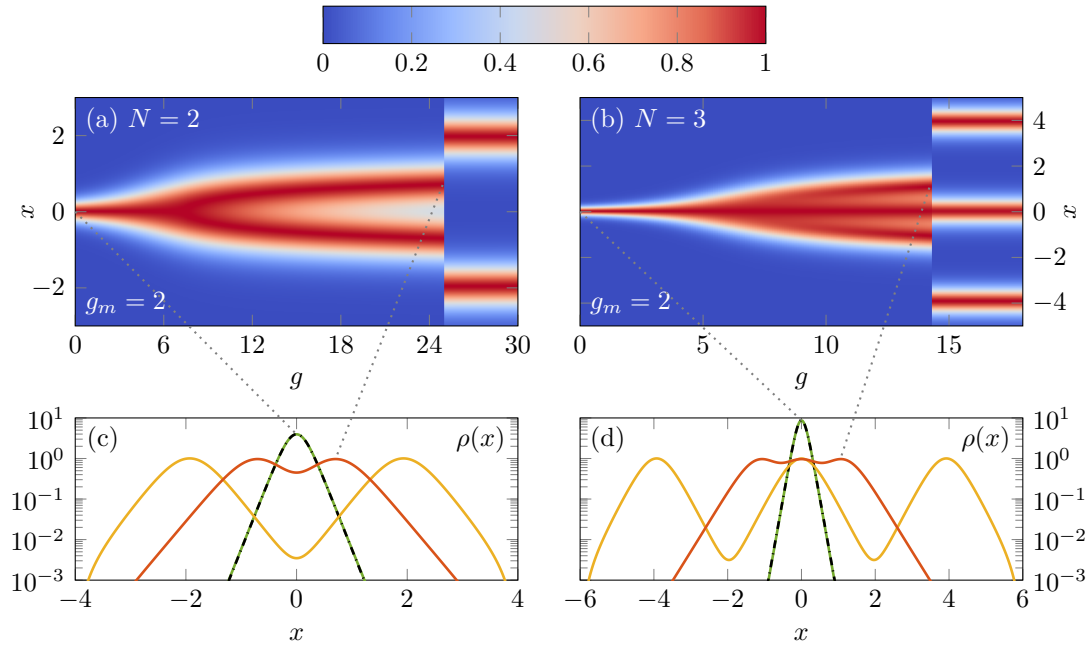 0 0.2 0.4 0.6 0.8 1
(a) N = 2
(b) N = 3
2
0
−2
x
4
2
0
−2
−4
x
g_m = 2
g_m = 2
0 6 12 18 24 30
0 5 10 15
g
g
(c) ρ(x)
(d) ρ(x)
10^1
10^0
10^−1
10^−2
10^−3
10^1
10^0
10^−1
10^−2
10^−3
−4 −2 0 2 4
−6 −4 −2 0 2 4 6
x
x